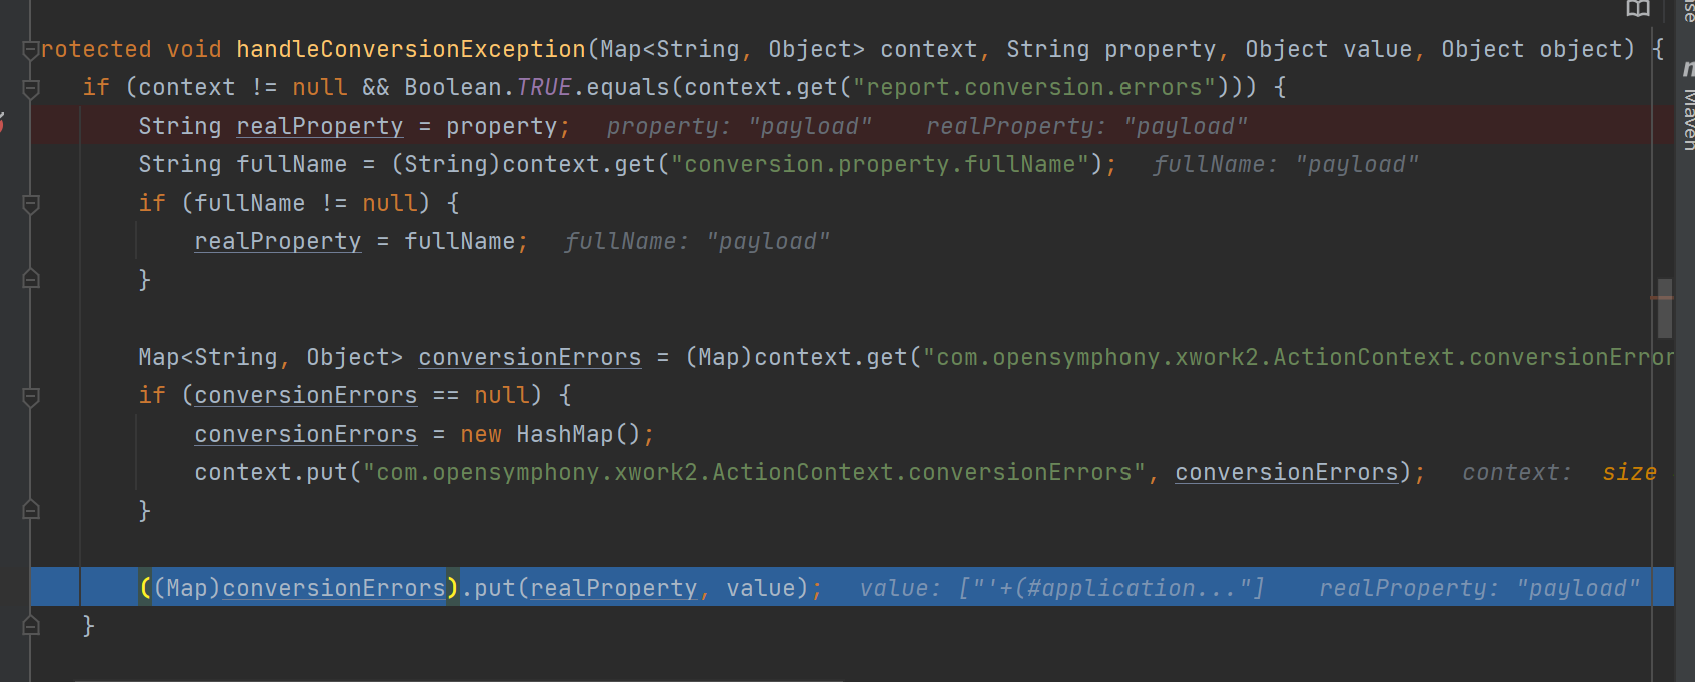 rotected void handleConversionException(Map<String, Object> context, String property, Object value, Object object) {
if (context != null && Boolean.TRUE.equals(context.get("report.conversion.errors"))) {
String realProperty = property; property: "payload" realProperty: "payload"
String fullName = (String)context.get("conversion.property.fullName"); fullName: "payload"
if (fullName != null) {
realProperty = fullName; fullName: "payload"
}
Map<String, Object> conversionErrors = (Map)context.get("com.opensymphony.xwork2.ActionContext.conversionError
if (conversionErrors == null) {
conversionErrors = new HashMap();
context.put("com.opensymphony.xwork2.ActionContext.conversionErrors", conversionErrors); context: size
}
((Map)conversionErrors).put(realProperty, value); value: ["'+(#application..."] realProperty: "payload"
}
se
m
Maven